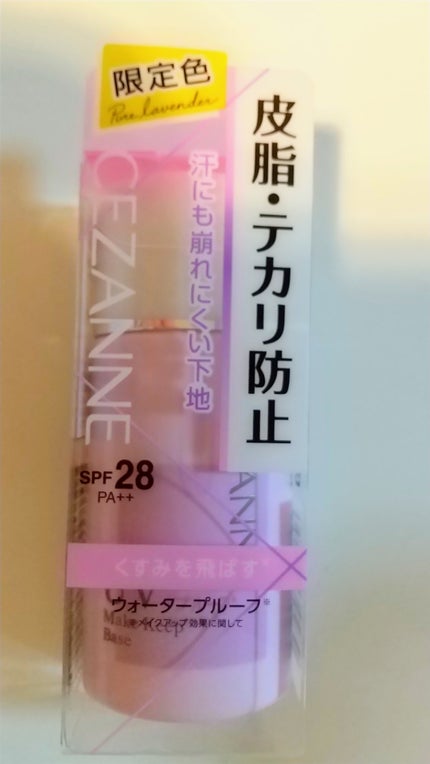 限定色
Pure lavender
皮脂・テカリ防止
汗にも崩れにくい下地
CEZANNE
SPF28
PA++
くすみを飛ばす※
ウォータープルーフ※
※メイクアップ効果に関して
Make Keep
Base